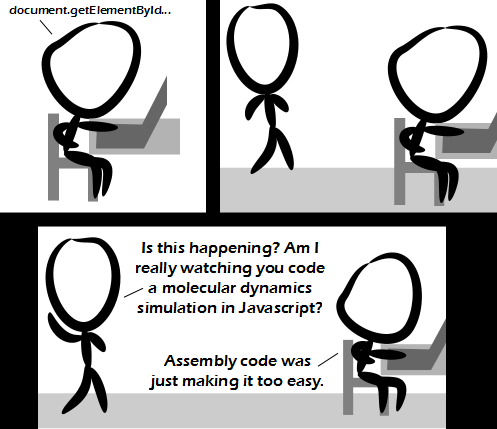 document.getElementById...
Is this happening? Am I
really watching you code
a molecular dynamics
simulation in Javascript?
Assembly code was
just making it too easy.